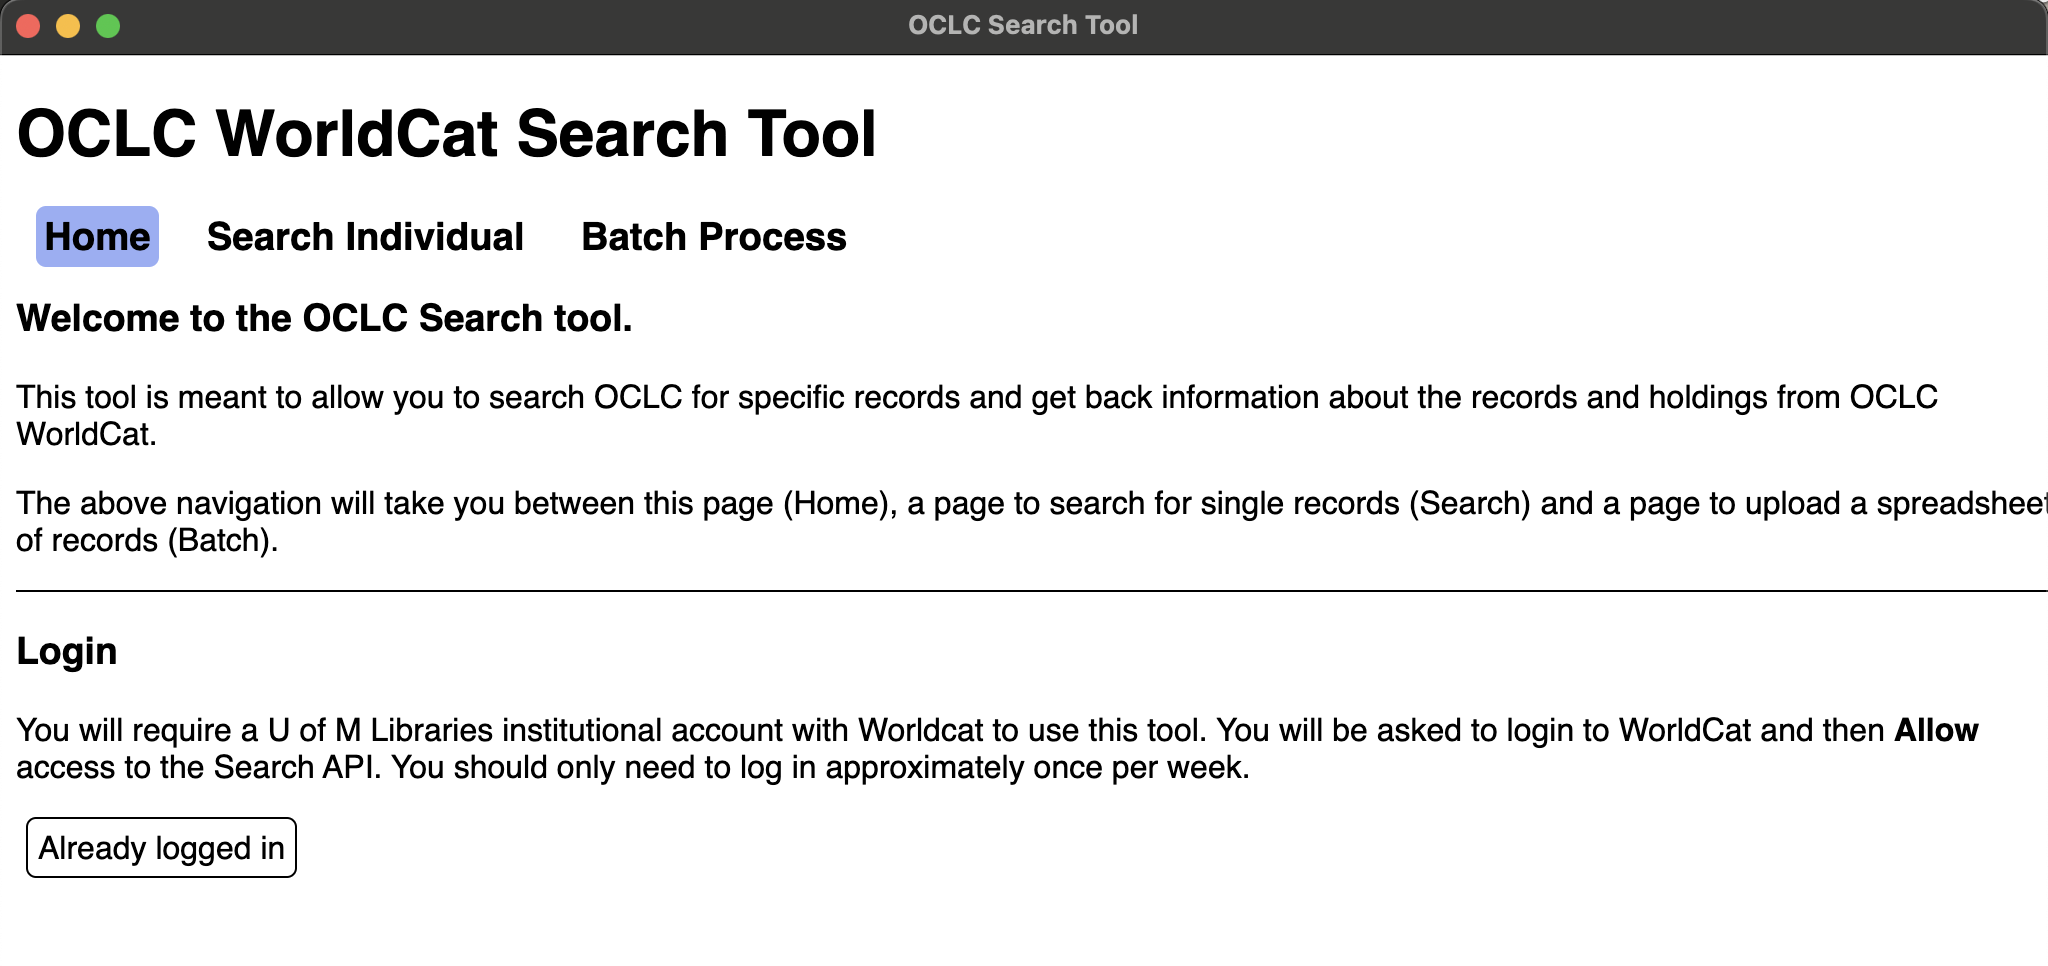 OCLC Search Tool
OCLC WorldCat Search Tool
Home Search Individual Batch Process
Welcome to the OCLC Search tool.
This tool is meant to allow you to search OCLC for specific records and get back information about the records and holdings from OCLC
WorldCat.
The above navigation will take you between this page (Home), a page to search for single records (Search) and a page to upload a spreadsheet
of records (Batch).
Login
You will require a U of M Libraries institutional account with Worldcat to use this tool. You will be asked to login to WorldCat and then Allow
access to the Search API. You should only need to log in approximately once per week.
Already logged in